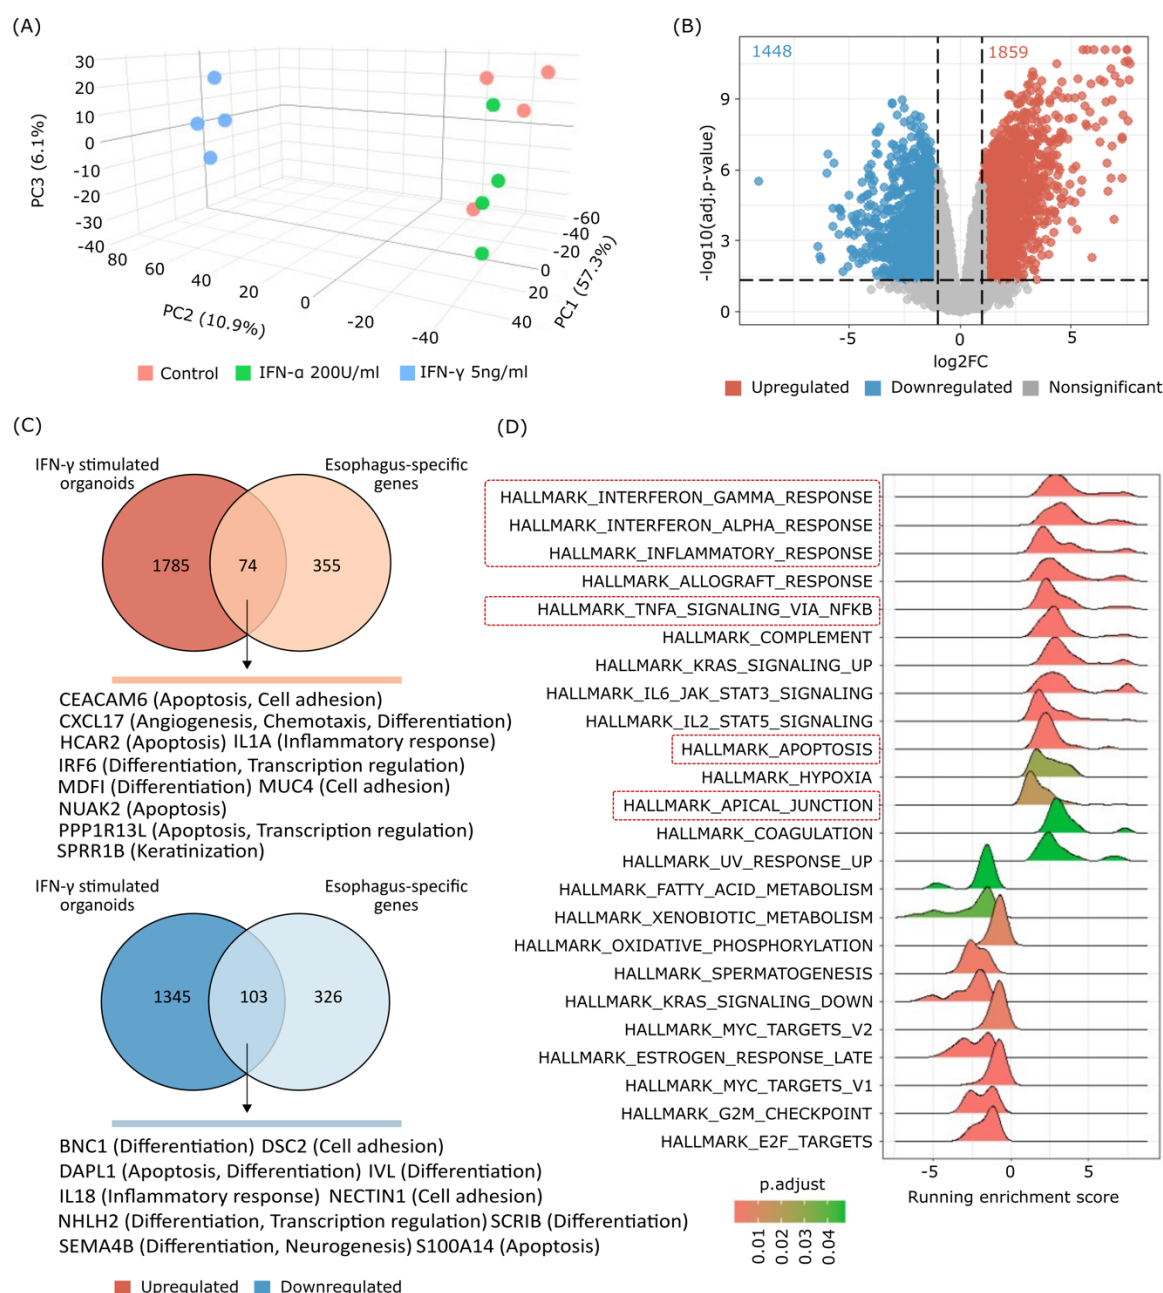 (A)
30
20
10
0
-10
-20
-30
-40
PC3 (6.1%)
80
60
40
0
-20
-40
PC2 (10.9%)
-60
-40
-20
0
20
40
PC1 (57.3%)
Control IFN-α 200U/ml IFN-γ 5ng/ml
(B)
1448 1859
9
6
3
0
-log10(adj.p-value)
-5 0 5
log2FC
Upregulated Downregulated Nonsignificant
(C)
IFN-γ stimulated
organoids
Esophagus-specific
genes
1785 74 355
CEACAM6 (Apoptosis, Cell adhesion)
CXCL17 (Angiogenesis, Chemotaxis, Differentiation)
HCAR2 (Apoptosis) IL1A (Inflammatory response)
IRF6 (Differentiation, Transcription regulation)
MDFI (Differentiation) MUC4 (Cell adhesion)
NUAK2 (Apoptosis)
PPP1R13L (Apoptosis, Transcription regulation)
SPRR1B (Keratinization)
IFN-γ stimulated
organoids
Esophagus-specific
genes
1345 103 326
BNC1 (Differentiation) DSC2 (Cell adhesion)
DAPL1 (Apoptosis, Differentiation) IVL (Differentiation)
IL18 (Inflammatory response) NECTIN1 (Cell adhesion)
NHLH2 (Differentiation, Transcription regulation) SCRIB (Differentiation)
SEMA4B (Differentiation, Neurogenesis) S100A14 (Apoptosis)
Upregulated Downregulated
(D)
HALLMARK_INTERFERON_GAMMA_RESPONSE
HALLMARK_INTERFERON_ALPHA_RESPONSE
HALLMARK_INFLAMMATORY_RESPONSE
HALLMARK_ALLOGRAFT_RESPONSE
HALLMARK_TNFA_SIGNALING_VIA_NFKB
HALLMARK_COMPLEMENT
HALLMARK_KRAS_SIGNALING_UP
HALLMARK_IL6_JAK_STAT3_SIGNALING
HALLMARK_IL2_STAT5_SIGNALING
HALLMARK_APOPTOSIS
HALLMARK_HYPOXIA
HALLMARK_APICAL_JUNCTION
HALLMARK_COAGULATION
HALLMARK_UV_RESPONSE_UP
HALLMARK_FATTY_ACID_METABOLISM
HALLMARK_XENOBIOTIC_METABOLISM
HALLMARK_OXIDATIVE_PHOSPHORYLATION
HALLMARK_SPERMATOGENESIS
HALLMARK_KRAS_SIGNALING_DOWN
HALLMARK_MYC_TARGETS_V2
HALLMARK_ESTROGEN_RESPONSE_LATE
HALLMARK_MYC_TARGETS_V1
HALLMARK_G2M_CHECKPOINT
HALLMARK_E2F_TARGETS
-5 0 5
Running enrichment score
p.adjust
0.01 0.02 0.03 0.04